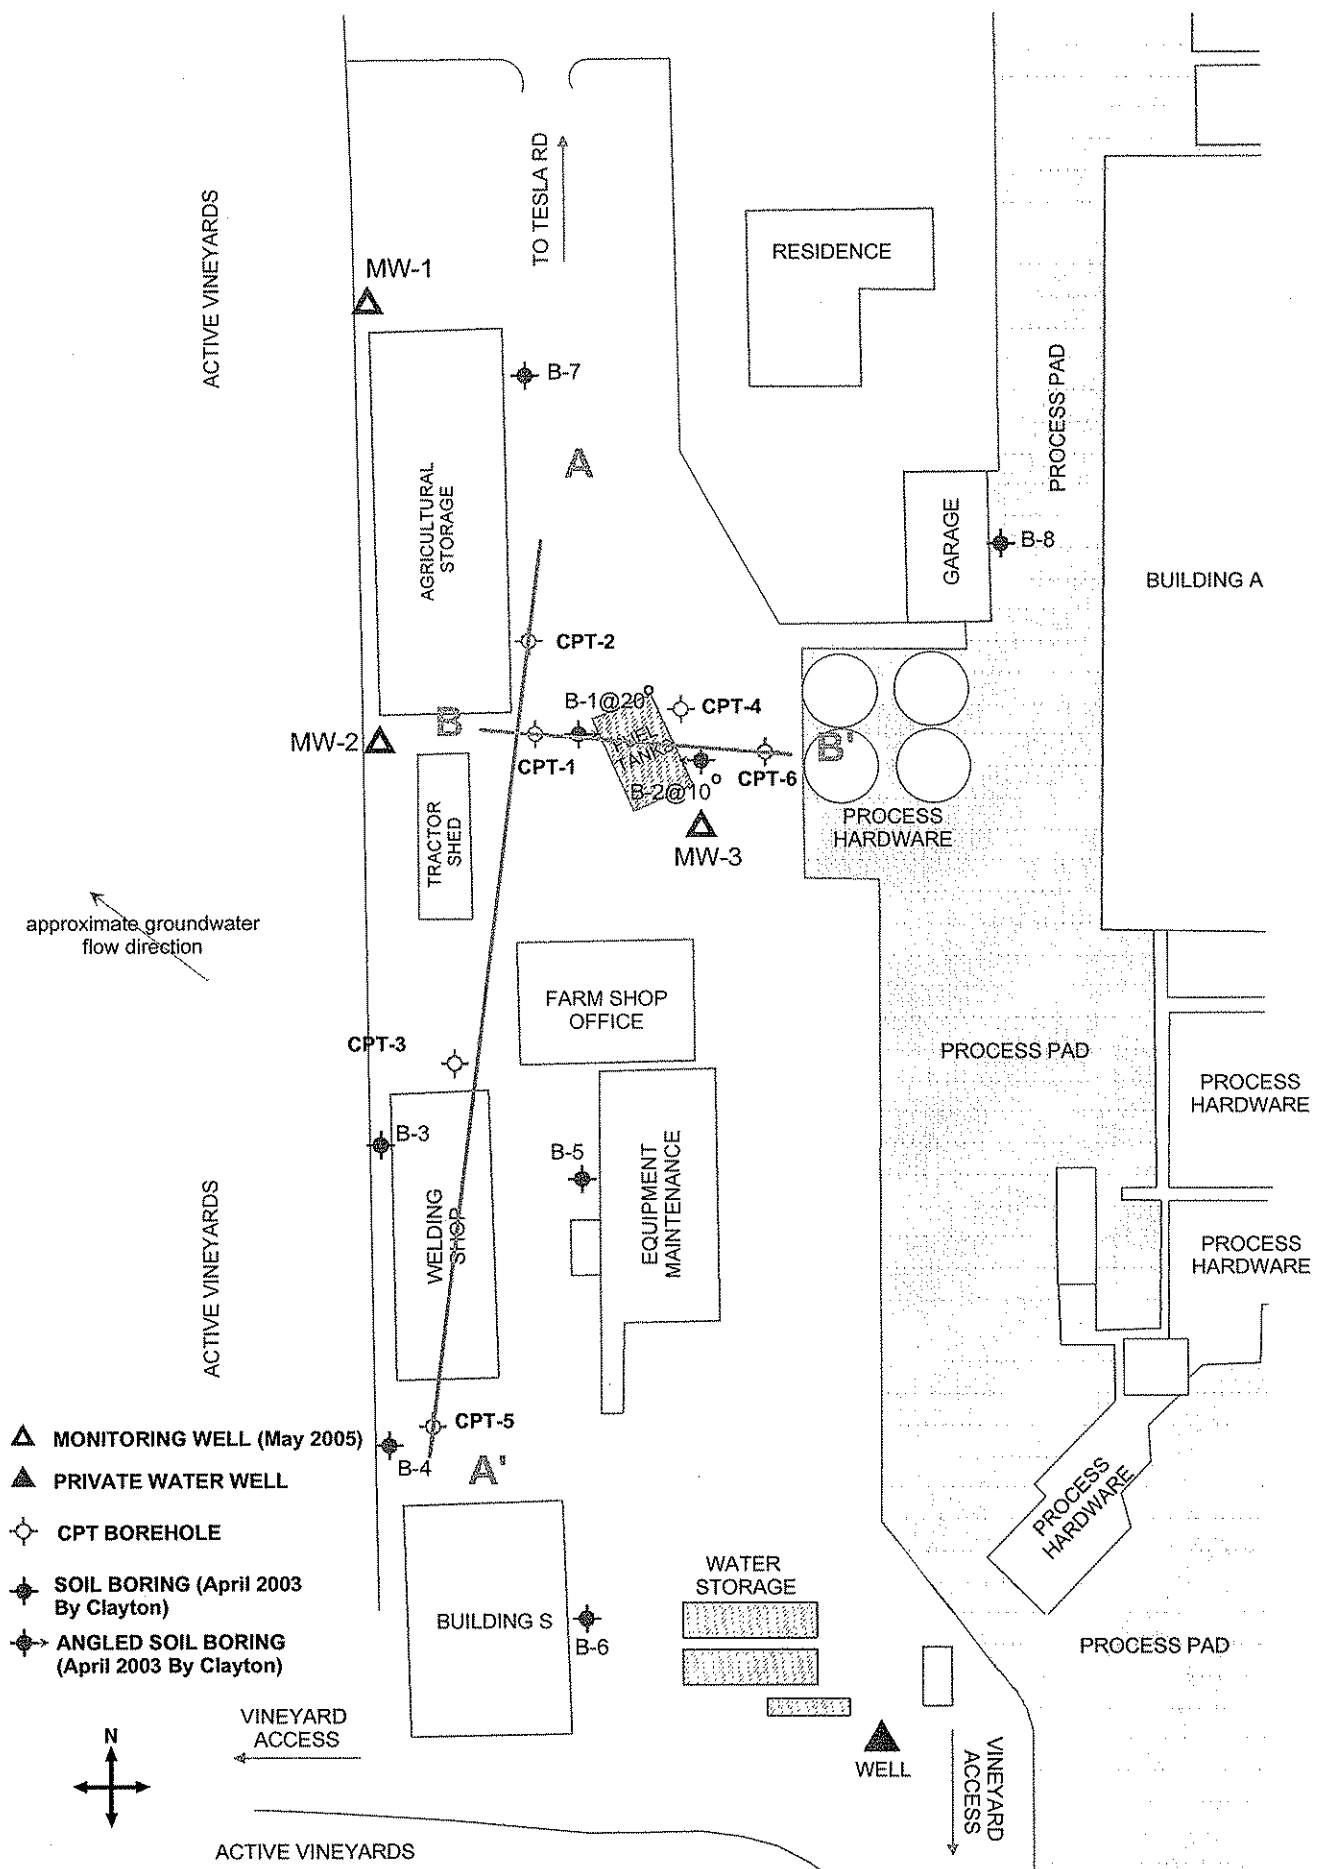 TO TESLA RD
ACTIVE VINEYARDS
RESIDENCE
MW-1
B-7
PROCESS PAD
A
AGRICULTURAL
STORAGE
GARAGE
B-8
BUILDING A
CPT-2
B-1@20°
CPT-4
B
MW-2
FUEL
TANKS
B'
CPT-1
CPT-6
B-2@10°
PROCESS
HARDWARE
TRACTOR
SHED
MW-3
approximate groundwater
flow direction
FARM SHOP
OFFICE
CPT-3
PROCESS PAD
PROCESS
HARDWARE
B-3
B-5
EQUIPMENT
MAINTENANCE
WELDING
SHOP
ACTIVE VINEYARDS
PROCESS
HARDWARE
CPT-5
MONITORING WELL (May 2005)
B-4
A'
PRIVATE WATER WELL
PROCESS
HARDWARE
CPT BOREHOLE
WATER
STORAGE
SOIL BORING (April 2003
By Clayton)
BUILDING S
B-6
ANGLED SOIL BORING
(April 2003 By Clayton)
PROCESS PAD
VINEYARD
ACCESS
N
WELL
VINEYARD
ACCESS
ACTIVE VINEYARDS